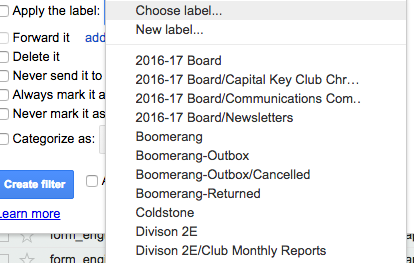 Apply the label:
Choose label...
New label...
Forward it add
Delete it
Never send it to
Always mark it a
Never mark it as
Categorize as:
Create filter
Learn more
2016-17 Board
2016-17 Board/Capital Key Club Chr...
2016-17 Board/Communications Com..
2016-17 Board/Newsletters
Boomerang
Boomerang-Outbox
Boomerang-Outbox/Cancelled
Boomerang-Returned
Coldstone
Divison 2E
Divison 2E/Club Monthly Reports
form_eng